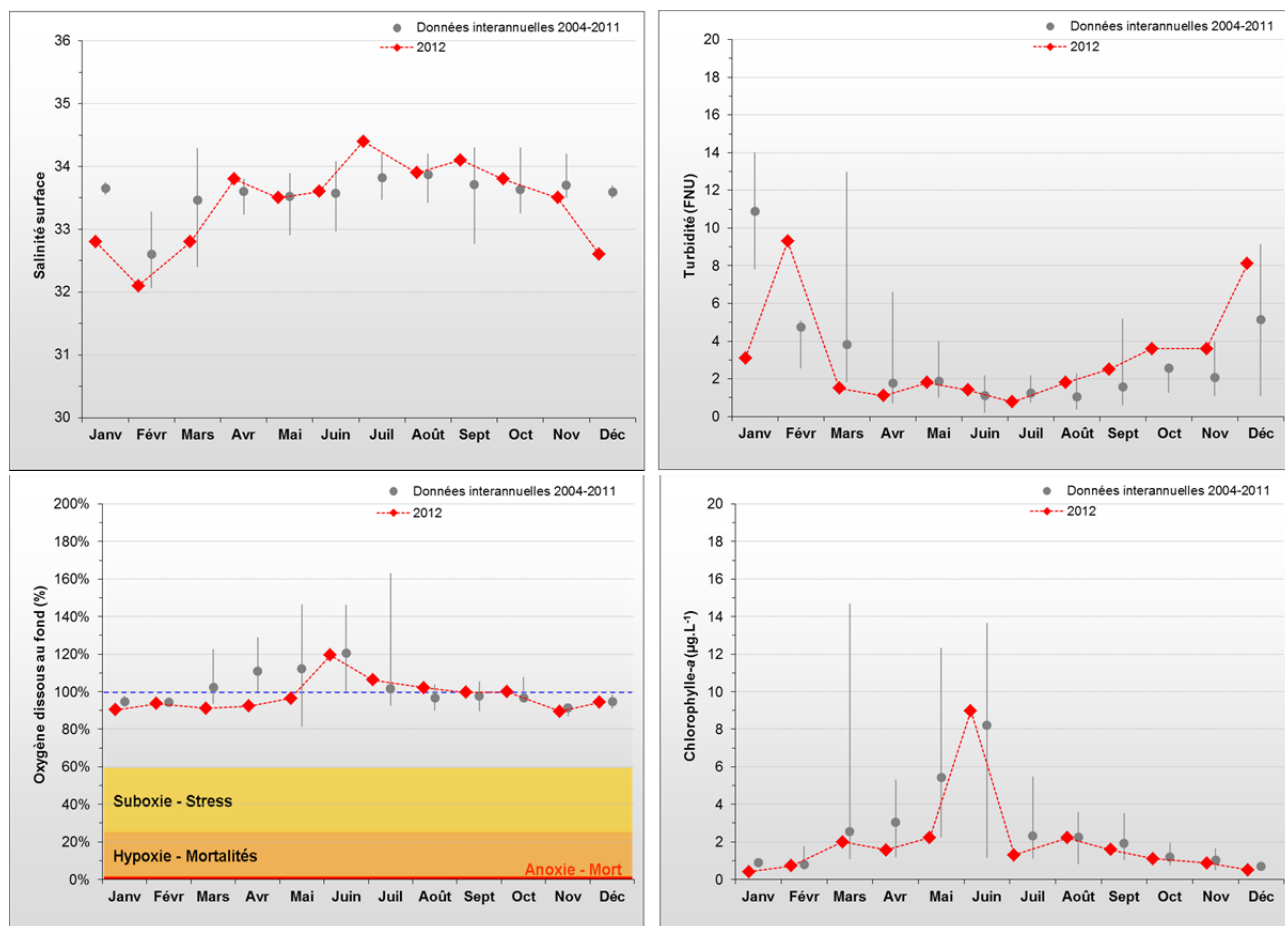 Données interannuelles 2004-2011
2012
Salinité surface
36
35
34
33
32
31
30
Janv Févr Mars Avr Mai Juin Juil Août Sept Oct Nov Déc
Données interannuelles 2004-2011
2012
Turbidité (FNU)
20
18
16
14
12
10
8
6
4
2
0
Janv Févr Mars Avr Mai Juin Juil Août Sept Oct Nov Déc
Données interannuelles 2004-2011
2012
Oxygène dissous au fond (%)
200%
180%
160%
140%
120%
100%
80%
60%
40%
20%
0%
Suboxie - Stress
Hypoxie - Mortalités
Anoxie - Mort
Janv Févr Mars Avr Mai Juin Juil Août Sept Oct Nov Déc
Données interannuelles 2004-2011
2012
Chlorophylle-a (µg.L⁻¹)
20
18
16
14
12
10
8
6
4
2
0
Janv Févr Mars Avr Mai Juin Juil Août Sept Oct Nov Déc